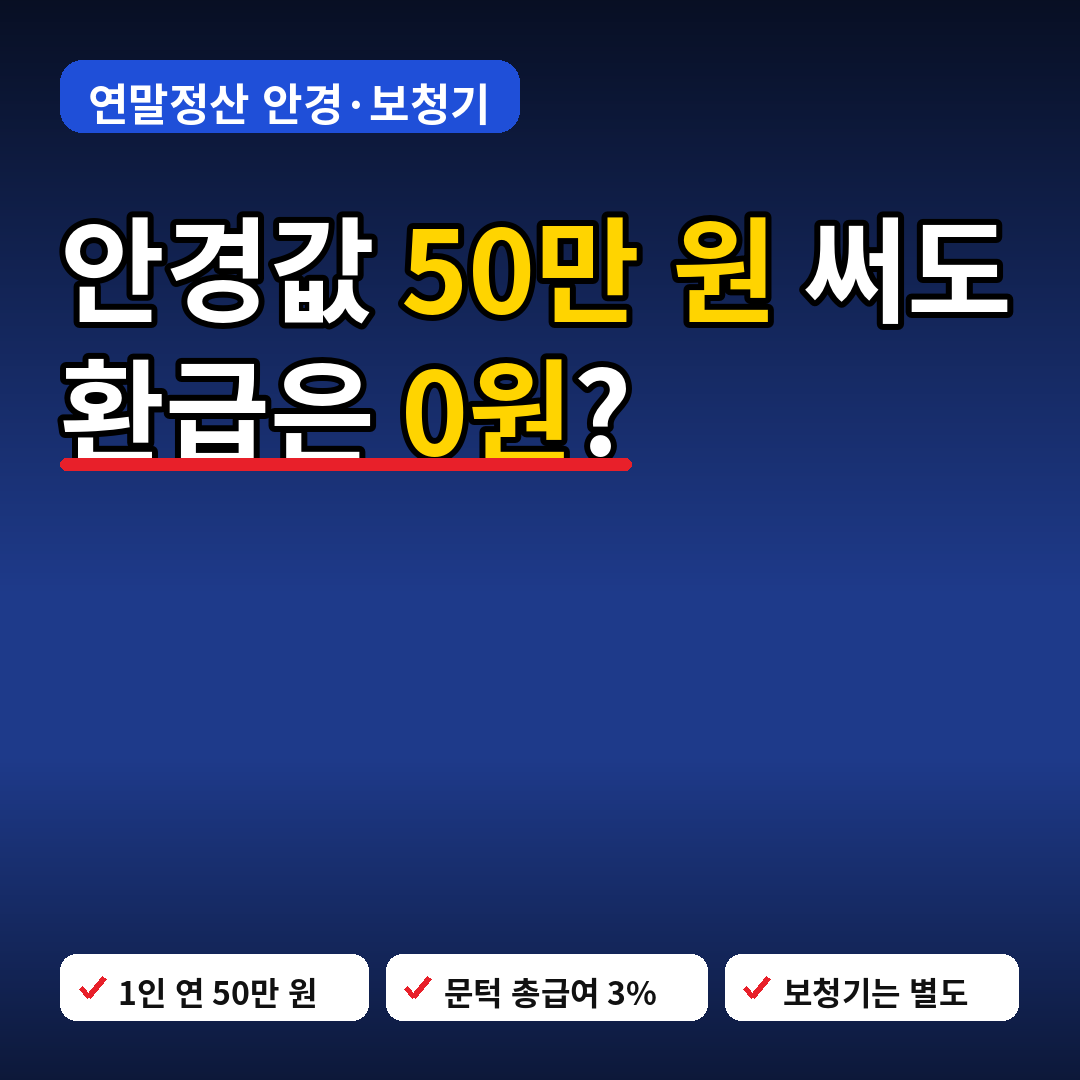 연말정산 안경·보청기
안경값 50만 원 써도
환급은 0원?
1인 연 50만 원
문턱 총급여 3%
보청기는 별도